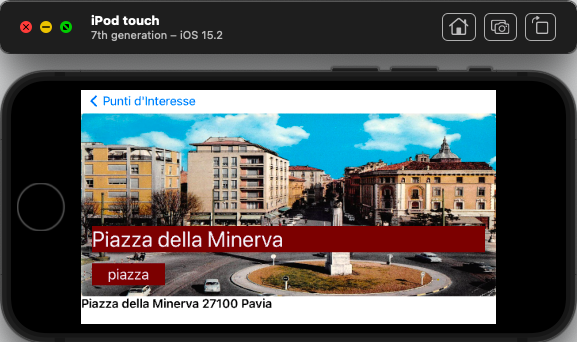 iPod touch
7th generation – iOS 15.2
Punti d'Interesse
Piazza della Minerva
piazza
Piazza della Minerva 27100 Pavia